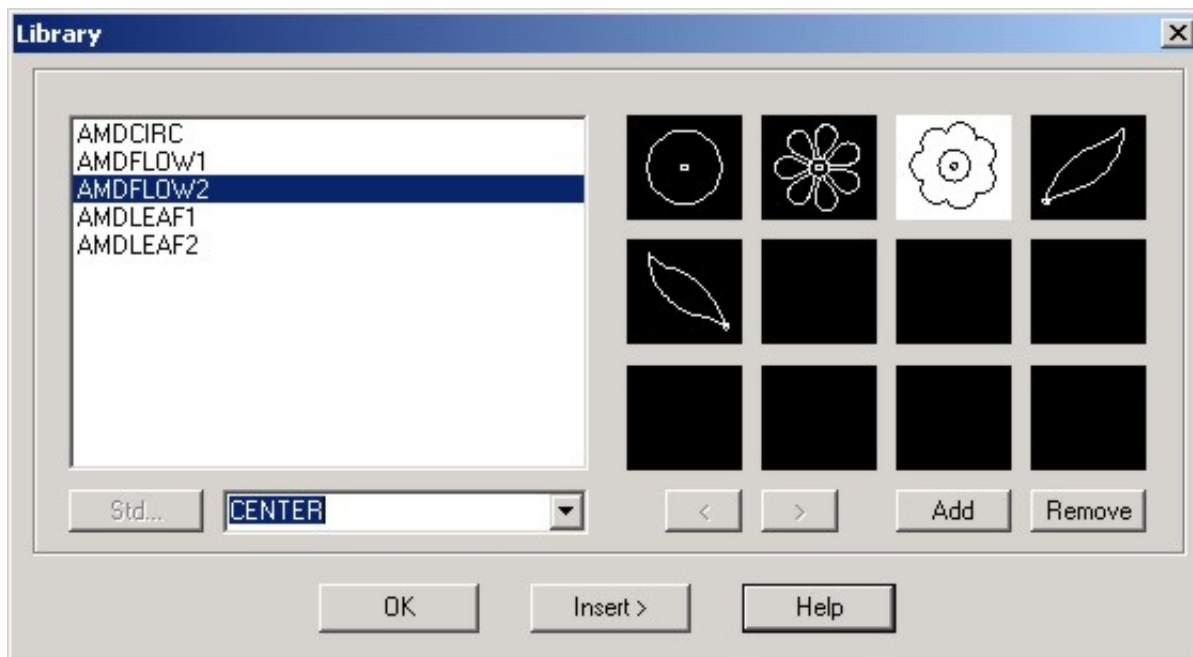 Library
AMDCIRC
AMDFLOW1
AMDFLOW2
AMDLEAF1
AMDLEAF2
Std... CENTER < > Add Remove
OK Insert > Help